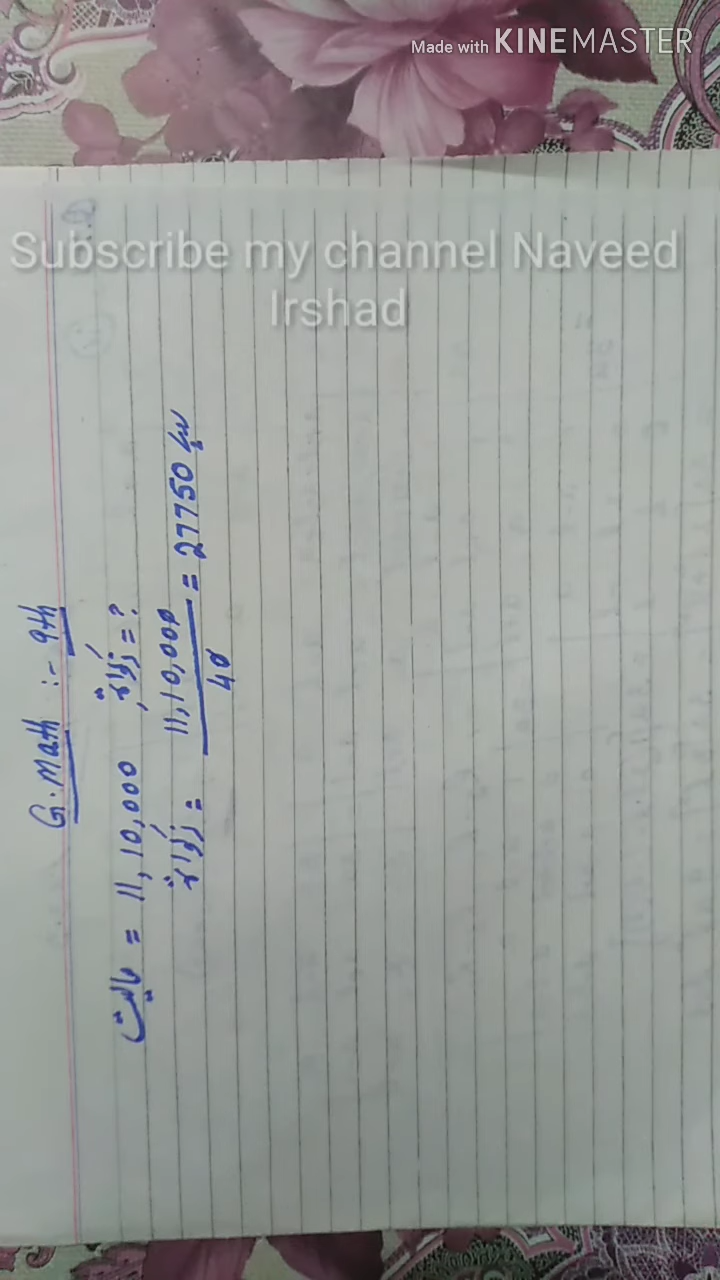 Made with KINEMASTER
Subscribe my channel Naveed
Irshad
G. Math :- 9th
مالیت = 11,10,000 , زکوٰۃ = ?
زکوٰۃ = 11,10,000 / 40 = 27750 روپے